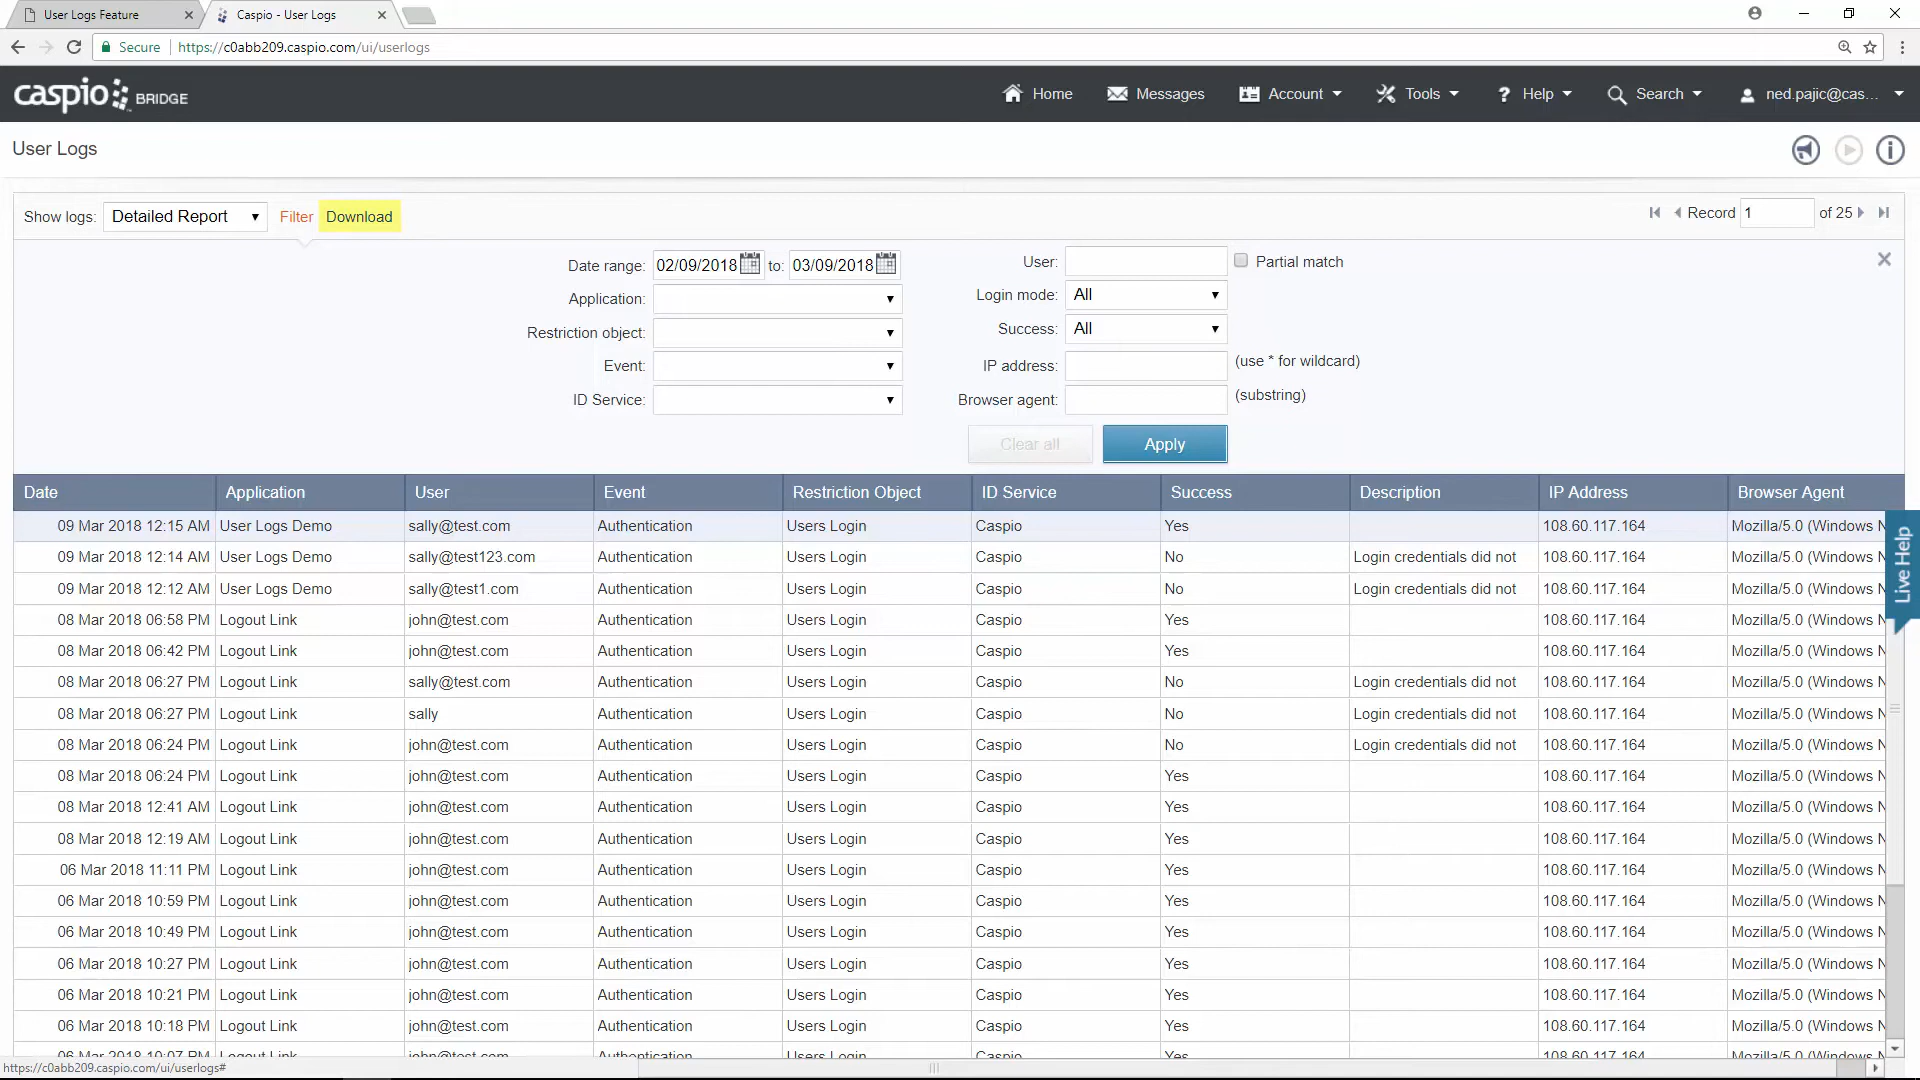 User Logs Feature
Caspio - User Logs
Secure https://c0abb209.caspio.com/ui/userlogs
caspio BRIDGE
Home Messages Account Tools ? Help Search ned.pajic@cas...
User Logs
Show logs: Detailed Report Filter Download Record 1 of 25
Date range: 02/09/2018 to: 03/09/2018 User: Partial match
Application: Login mode: All
Restriction object: Success: All
Event: IP address: (use * for wildcard)
ID Service: Browser agent: (substring)
Clear all Apply
Date Application User Event Restriction Object ID Service Success Description IP Address Browser Agent
09 Mar 2018 12:15 AM User Logs Demo sally@test.com Authentication Users Login Caspio Yes 108.60.117.164 Mozilla/5.0 (Windows N
09 Mar 2018 12:14 AM User Logs Demo sally@test123.com Authentication Users Login Caspio No Login credentials did not 108.60.117.164 Mozilla/5.0 (Windows N
09 Mar 2018 12:12 AM User Logs Demo sally@test1.com Authentication Users Login Caspio No Login credentials did not 108.60.117.164 Mozilla/5.0 (Windows N
08 Mar 2018 06:58 PM Logout Link john@test.com Authentication Users Login Caspio Yes 108.60.117.164 Mozilla/5.0 (Windows N
08 Mar 2018 06:42 PM Logout Link john@test.com Authentication Users Login Caspio Yes 108.60.117.164 Mozilla/5.0 (Windows N
08 Mar 2018 06:27 PM Logout Link sally@test.com Authentication Users Login Caspio No Login credentials did not 108.60.117.164 Mozilla/5.0 (Windows N
08 Mar 2018 06:27 PM Logout Link sally Authentication Users Login Caspio No Login credentials did not 108.60.117.164 Mozilla/5.0 (Windows N
08 Mar 2018 06:24 PM Logout Link john@test.com Authentication Users Login Caspio No Login credentials did not 108.60.117.164 Mozilla/5.0 (Windows N
08 Mar 2018 06:24 PM Logout Link john@test.com Authentication Users Login Caspio Yes 108.60.117.164 Mozilla/5.0 (Windows N
08 Mar 2018 12:41 AM Logout Link john@test.com Authentication Users Login Caspio Yes 108.60.117.164 Mozilla/5.0 (Windows N
08 Mar 2018 12:19 AM Logout Link john@test.com Authentication Users Login Caspio Yes 108.60.117.164 Mozilla/5.0 (Windows N
06 Mar 2018 11:11 PM Logout Link john@test.com Authentication Users Login Caspio Yes 108.60.117.164 Mozilla/5.0 (Windows N
06 Mar 2018 10:59 PM Logout Link john@test.com Authentication Users Login Caspio Yes 108.60.117.164 Mozilla/5.0 (Windows N
06 Mar 2018 10:49 PM Logout Link john@test.com Authentication Users Login Caspio Yes 108.60.117.164 Mozilla/5.0 (Windows N
06 Mar 2018 10:27 PM Logout Link john@test.com Authentication Users Login Caspio Yes 108.60.117.164 Mozilla/5.0 (Windows N
06 Mar 2018 10:21 PM Logout Link john@test.com Authentication Users Login Caspio Yes 108.60.117.164 Mozilla/5.0 (Windows N
06 Mar 2018 10:18 PM Logout Link john@test.com Authentication Users Login Caspio Yes 108.60.117.164 Mozilla/5.0 (Windows N
06 Mar 2018 10:07 PM Logout Link john@test.com Authentication Users Login Caspio Yes 108.60.117.164 Mozilla/5.0 (Windows N
Live Help
https://c0abb209.caspio.com/ui/userlogs#